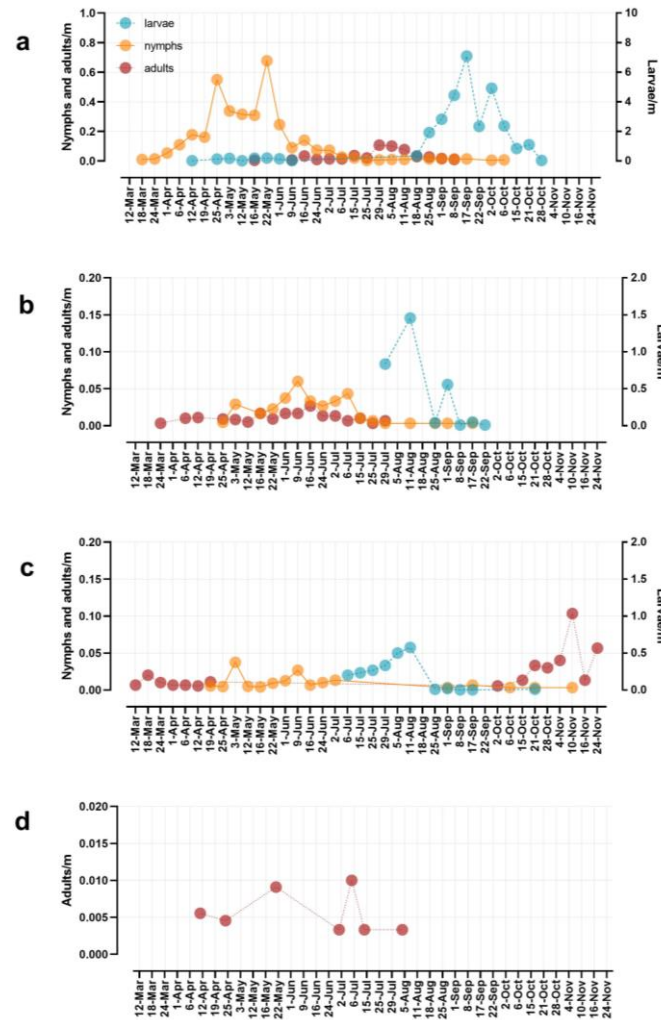 a
larvae
nymphs
adults
Nymphs and adults/m
1.0
0.8
0.6
0.4
0.2
0.0
10
8
6
4
2
0
Larvae/m
12-Mar 18-Mar 24-Mar 1-Apr 6-Apr 12-Apr 19-Apr 25-Apr 3-May 12-May 16-May 22-May 1-Jun 9-Jun 16-Jun 24-Jun 2-Jul 6-Jul 15-Jul 25-Jul 29-Jul 5-Aug 11-Aug 18-Aug 25-Aug 1-Sep 8-Sep 17-Sep 22-Sep 2-Oct 6-Oct 15-Oct 21-Oct 28-Oct 4-Nov 10-Nov 16-Nov 24-Nov
b
Nymphs and adults/m
0.20
0.15
0.10
0.05
0.00
2.0
1.5
1.0
0.5
0.0
Larvae/m
12-Mar 18-Mar 24-Mar 1-Apr 6-Apr 12-Apr 19-Apr 25-Apr 3-May 12-May 16-May 22-May 1-Jun 9-Jun 16-Jun 24-Jun 2-Jul 6-Jul 15-Jul 25-Jul 29-Jul 5-Aug 11-Aug 18-Aug 25-Aug 1-Sep 8-Sep 17-Sep 22-Sep 2-Oct 6-Oct 15-Oct 21-Oct 28-Oct 4-Nov 10-Nov 16-Nov 24-Nov
c
Nymphs and adults/m
0.20
0.15
0.10
0.05
0.00
2.0
1.5
1.0
0.5
0.0
Larvae/m
12-Mar 18-Mar 24-Mar 1-Apr 6-Apr 12-Apr 19-Apr 25-Apr 3-May 12-May 16-May 22-May 1-Jun 9-Jun 16-Jun 24-Jun 2-Jul 6-Jul 15-Jul 25-Jul 29-Jul 5-Aug 11-Aug 18-Aug 25-Aug 1-Sep 8-Sep 17-Sep 22-Sep 2-Oct 6-Oct 15-Oct 21-Oct 28-Oct 4-Nov 10-Nov 16-Nov 24-Nov
d
Adults/m
0.020
0.015
0.010
0.005
0.000
12-Mar 18-Mar 24-Mar 1-Apr 6-Apr 12-Apr 19-Apr 25-Apr 3-May 12-May 16-May 22-May 1-Jun 9-Jun 16-Jun 24-Jun 2-Jul 6-Jul 15-Jul 25-Jul 29-Jul 5-Aug 11-Aug 18-Aug 25-Aug 1-Sep 8-Sep 17-Sep 22-Sep 2-Oct 6-Oct 15-Oct 21-Oct 28-Oct 4-Nov 10-Nov 16-Nov 24-Nov